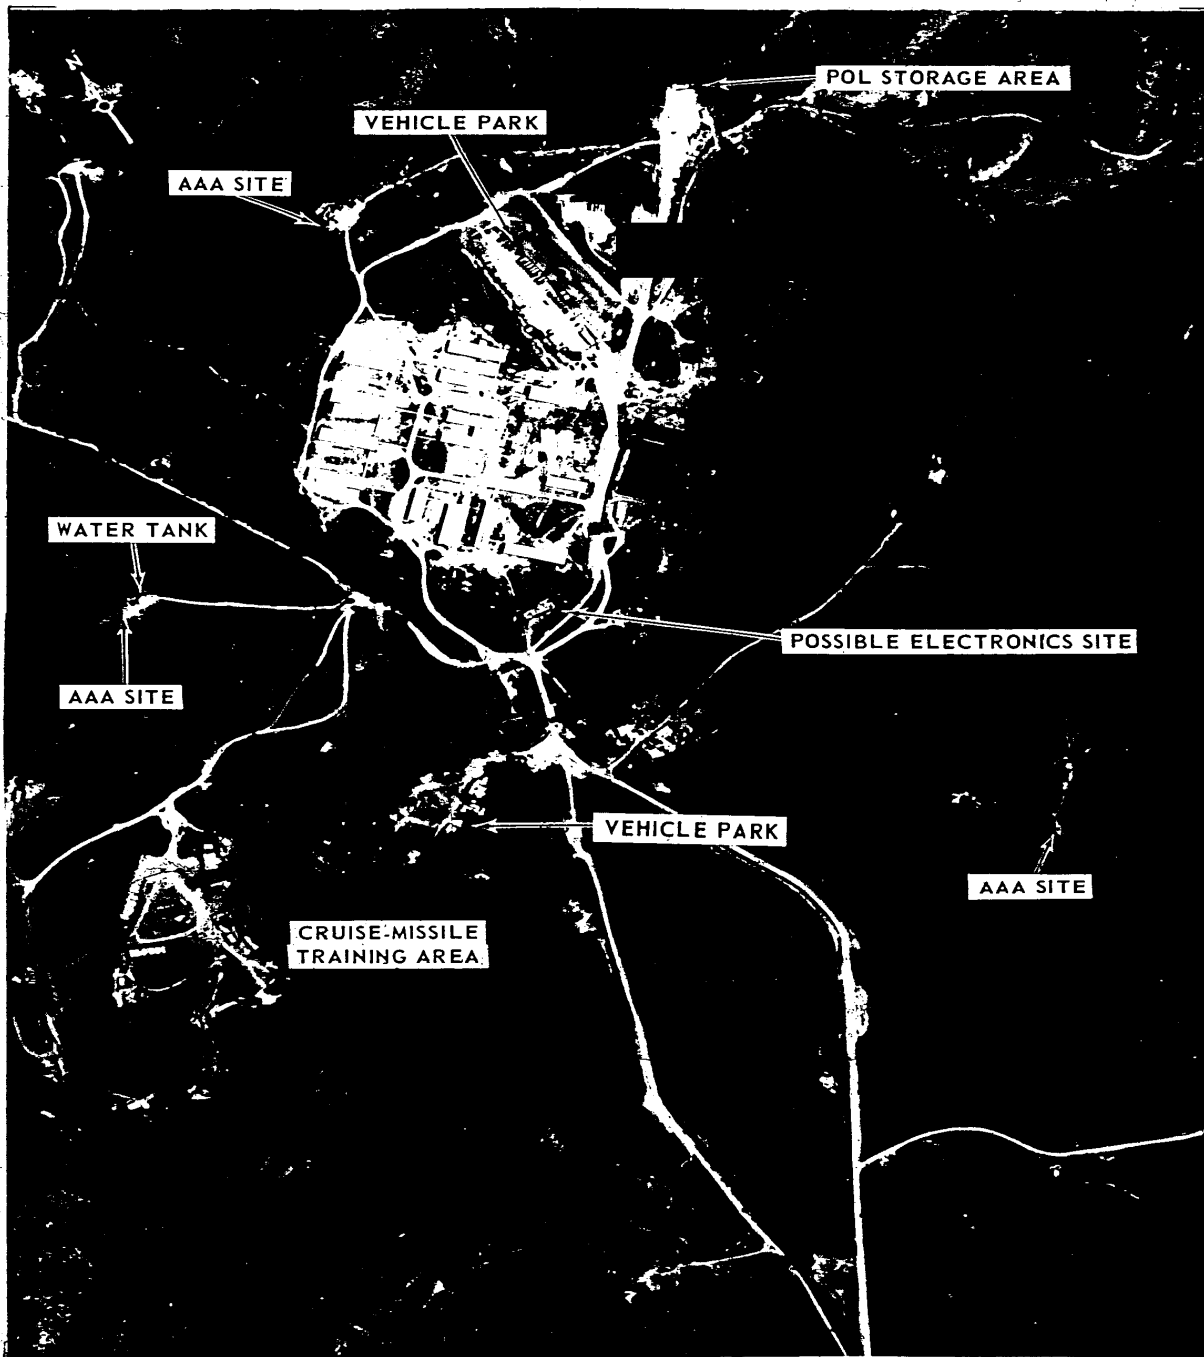 N
POL STORAGE AREA
VEHICLE PARK
AAA SITE
WATER TANK
POSSIBLE ELECTRONICS SITE
AAA SITE
VEHICLE PARK
AAA SITE
CRUISE-MISSILE
TRAINING AREA